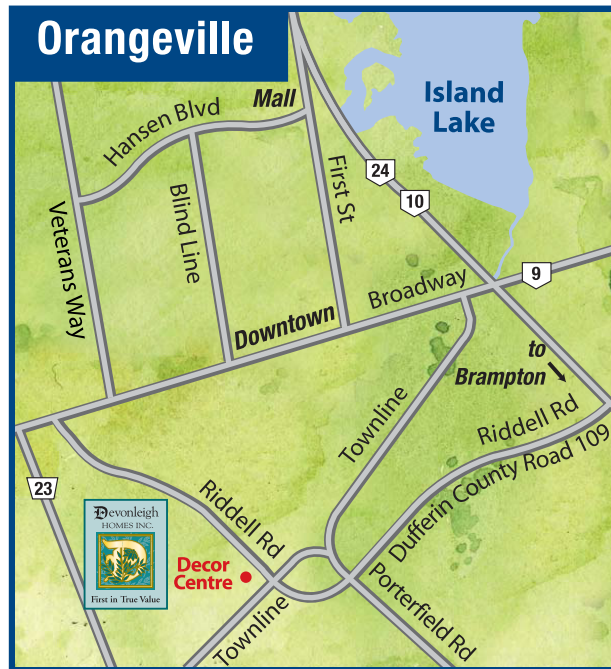 Orangeville
Mall
Hansen Blvd
Island
Lake
24
10
First St
Blind Line
Veterans Way
9
Broadway
Downtown
to
Brampton
Townline
Riddell Rd
Dufferin County Road 109
23
Riddell Rd
Devonleigh
HOMES INC.
D
First in True Value
Decor
Centre
Townline
Porterfield Rd